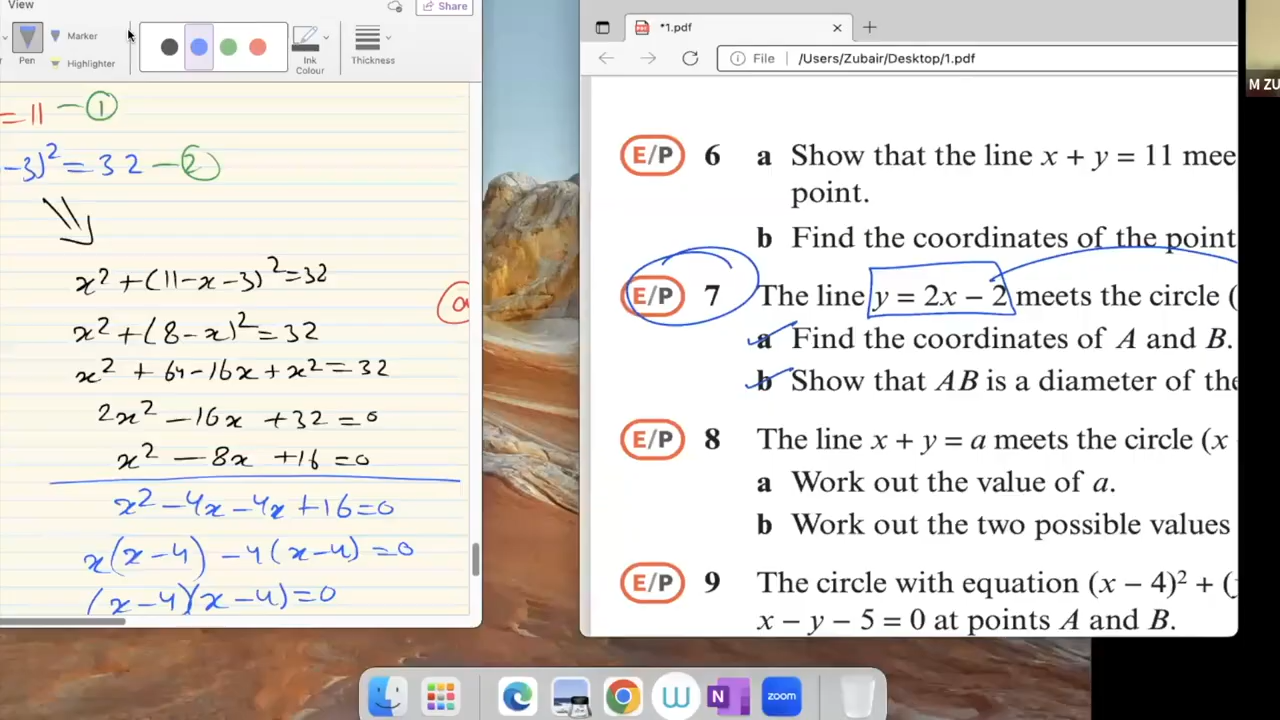 View
Share
Pen
Marker
Highlighter
Ink
Colour
Thickness
= 11 — ①
-3)² = 32 — ②
x² + (11-x-3)² = 32
x² + (8-x)² = 32
x² + 64 - 16x + x² = 32
2x² - 16x + 32 = 0
x² - 8x + 16 = 0
x² - 4x - 4x + 16 = 0
x(x-4) - 4(x-4) = 0
(x-4)(x-4) = 0
*1.pdf
File /Users/Zubair/Desktop/1.pdf
M ZU
E/P 6 a Show that the line x + y = 11 mee
point.
b Find the coordinates of the point
E/P 7 The line y = 2x − 2 meets the circle (
a Find the coordinates of A and B.
b Show that AB is a diameter of the
E/P 8 The line x + y = a meets the circle (x
a Work out the value of a.
b Work out the two possible values
E/P 9 The circle with equation (x − 4)² + (
x − y − 5 = 0 at points A and B.
N
zoom